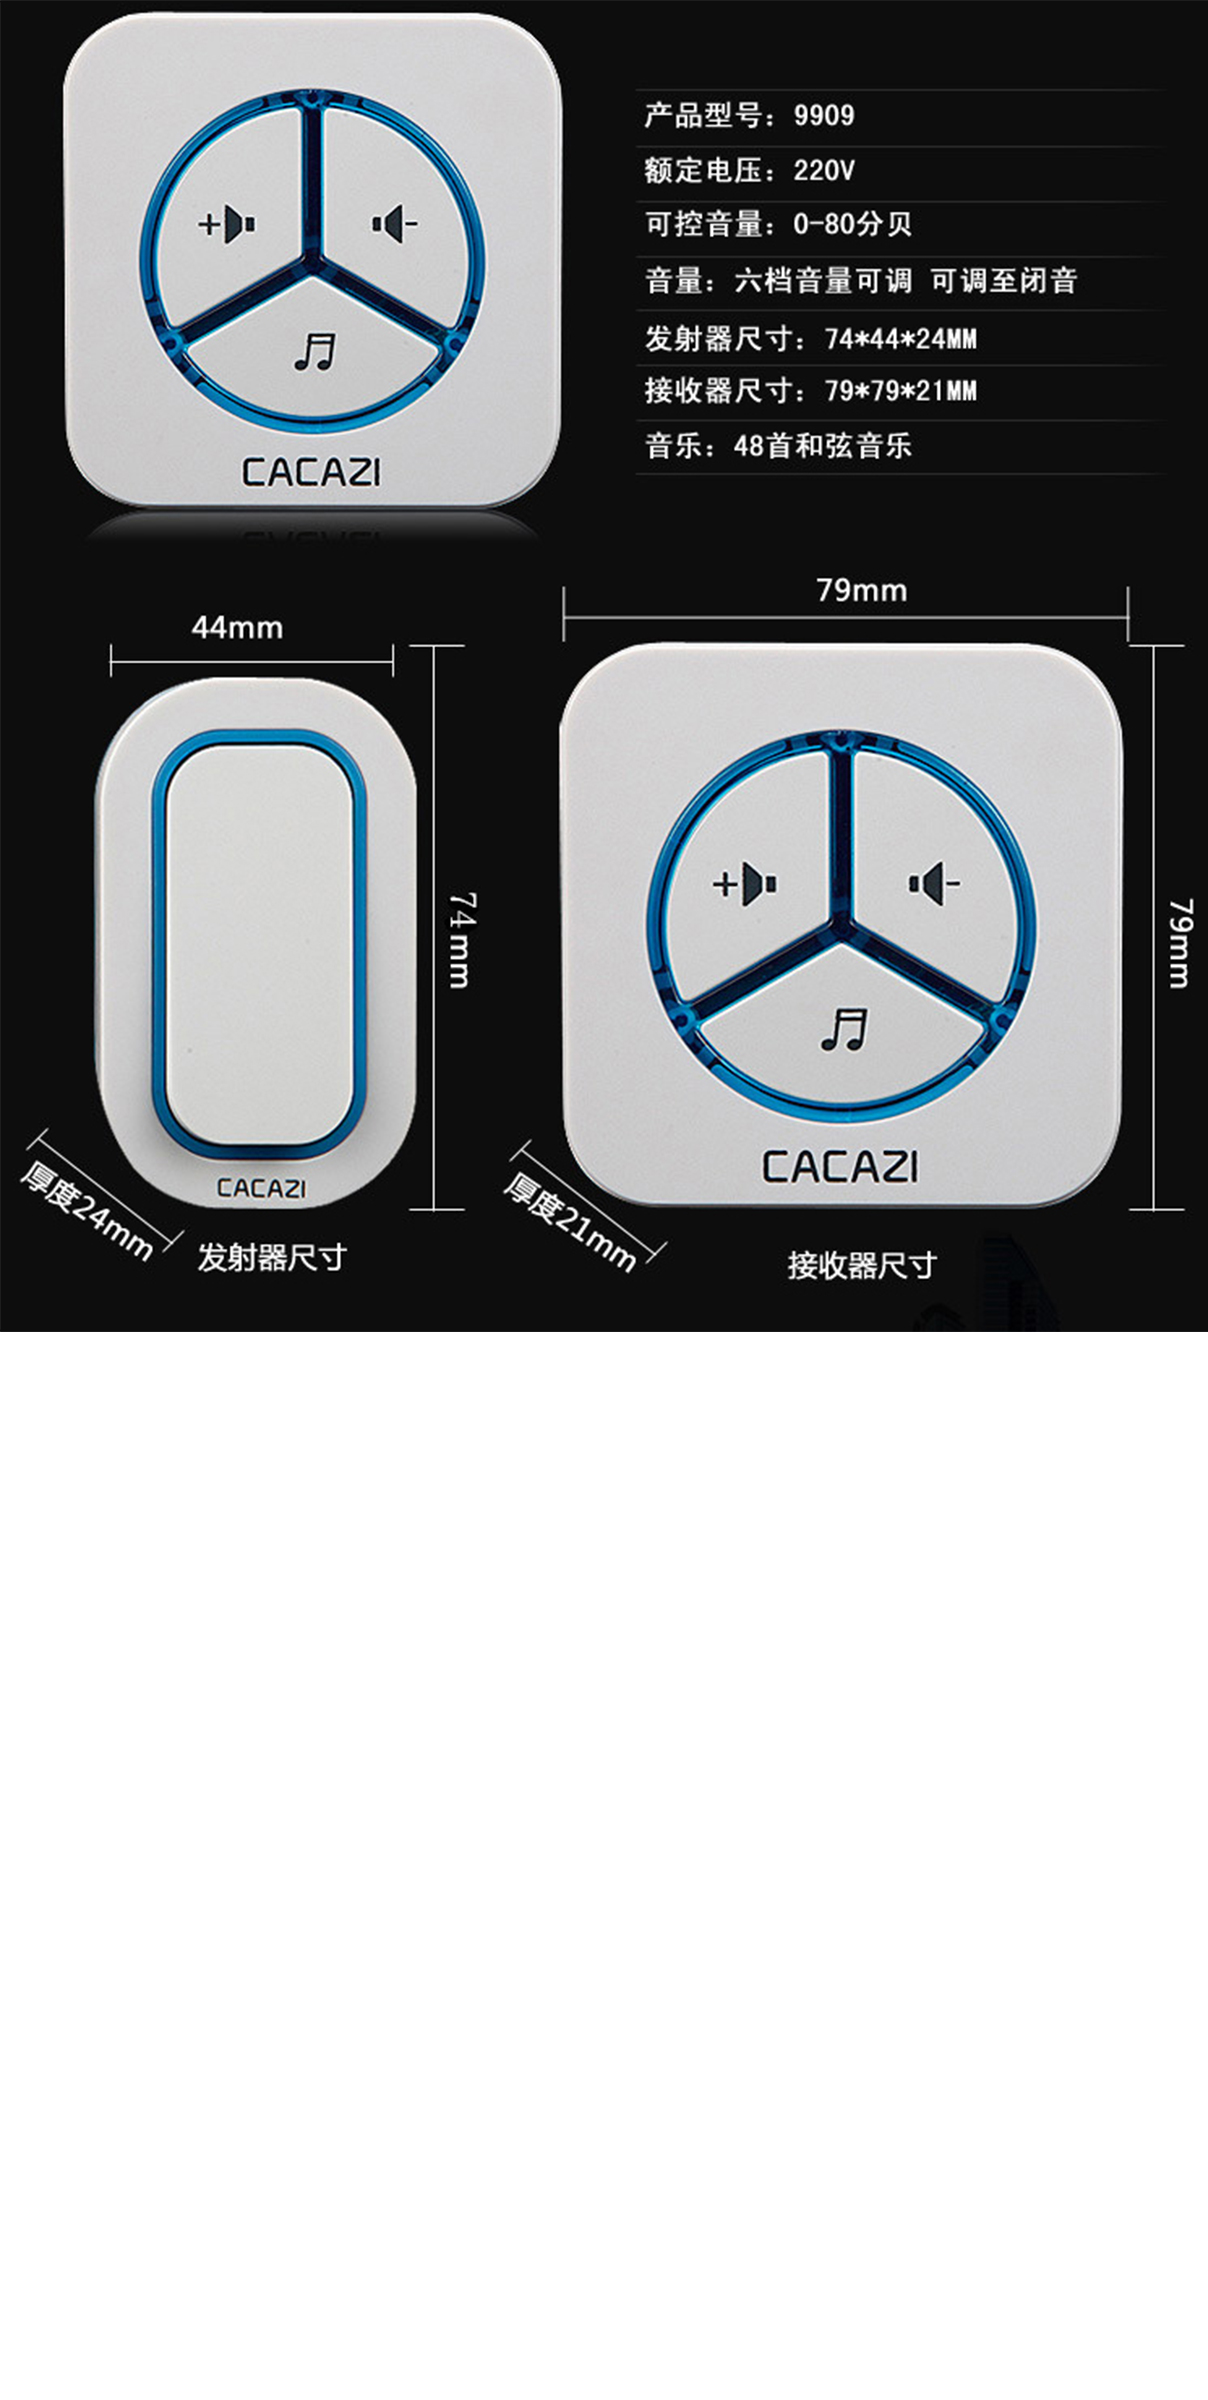 CACAZI
产品型号：9909
额定电压：220V
可控音量：0-80分贝
音量：六档音量可调 可调至闭音
发射器尺寸：74*44*24MM
接收器尺寸：79*79*21MM
音乐：48首和弦音乐
44mm
74mm
CACAZI
厚度24mm
发射器尺寸
79mm
79mm
CACAZI
厚度21mm
接收器尺寸